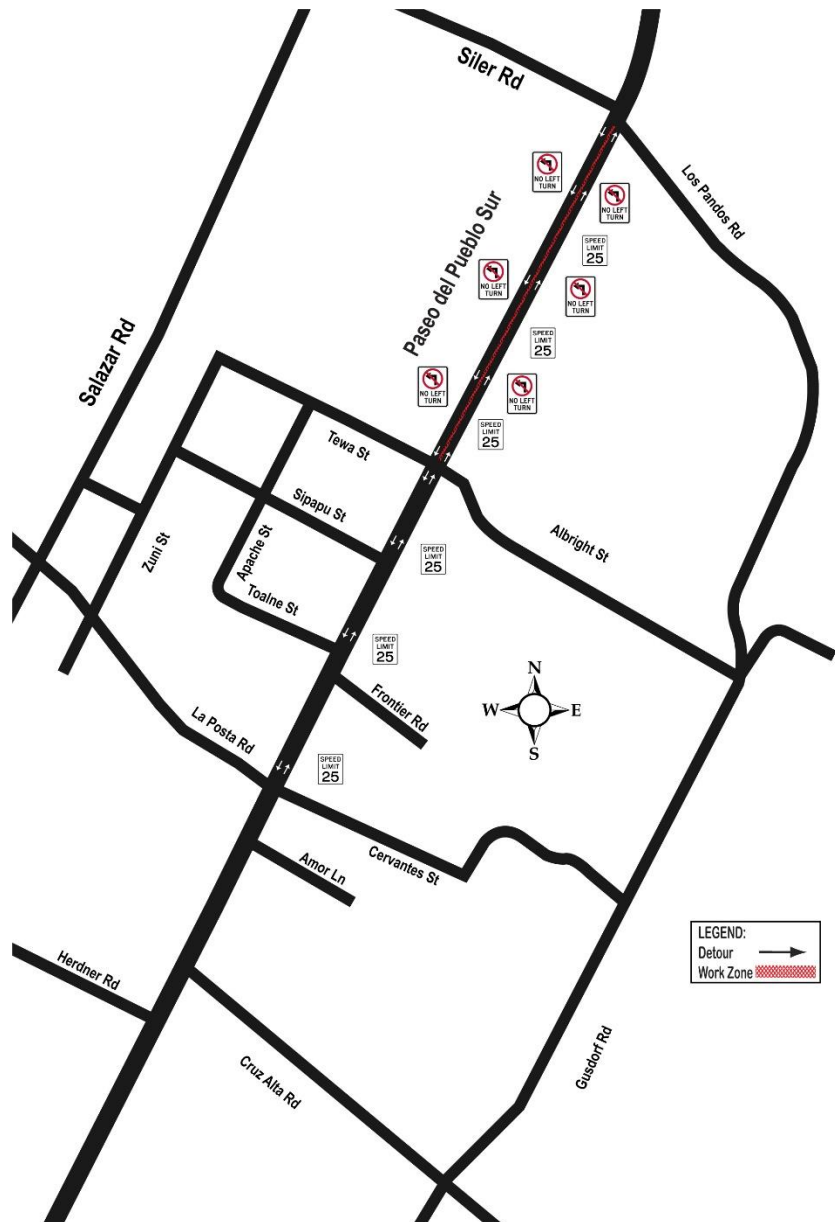 Siler Rd
Los Pandos Rd
NO LEFT
TURN
NO LEFT
TURN
Paseo del Pueblo Sur
SPEED
LIMIT
25
NO LEFT
TURN
NO LEFT
TURN
Salazar Rd
SPEED
LIMIT
25
NO LEFT
TURN
NO LEFT
TURN
SPEED
LIMIT
25
Tewa St
Sipapu St
Zuni St
Apache St
Toalne St
Albright St
SPEED
LIMIT
25
SPEED
LIMIT
25
Frontier Rd
N
W
E
S
La Posta Rd
SPEED
LIMIT
25
Cervantes St
Amor Ln
Herdner Rd
Cruz Alta Rd
Gusdorf Rd
LEGEND:
Detour
Work Zone